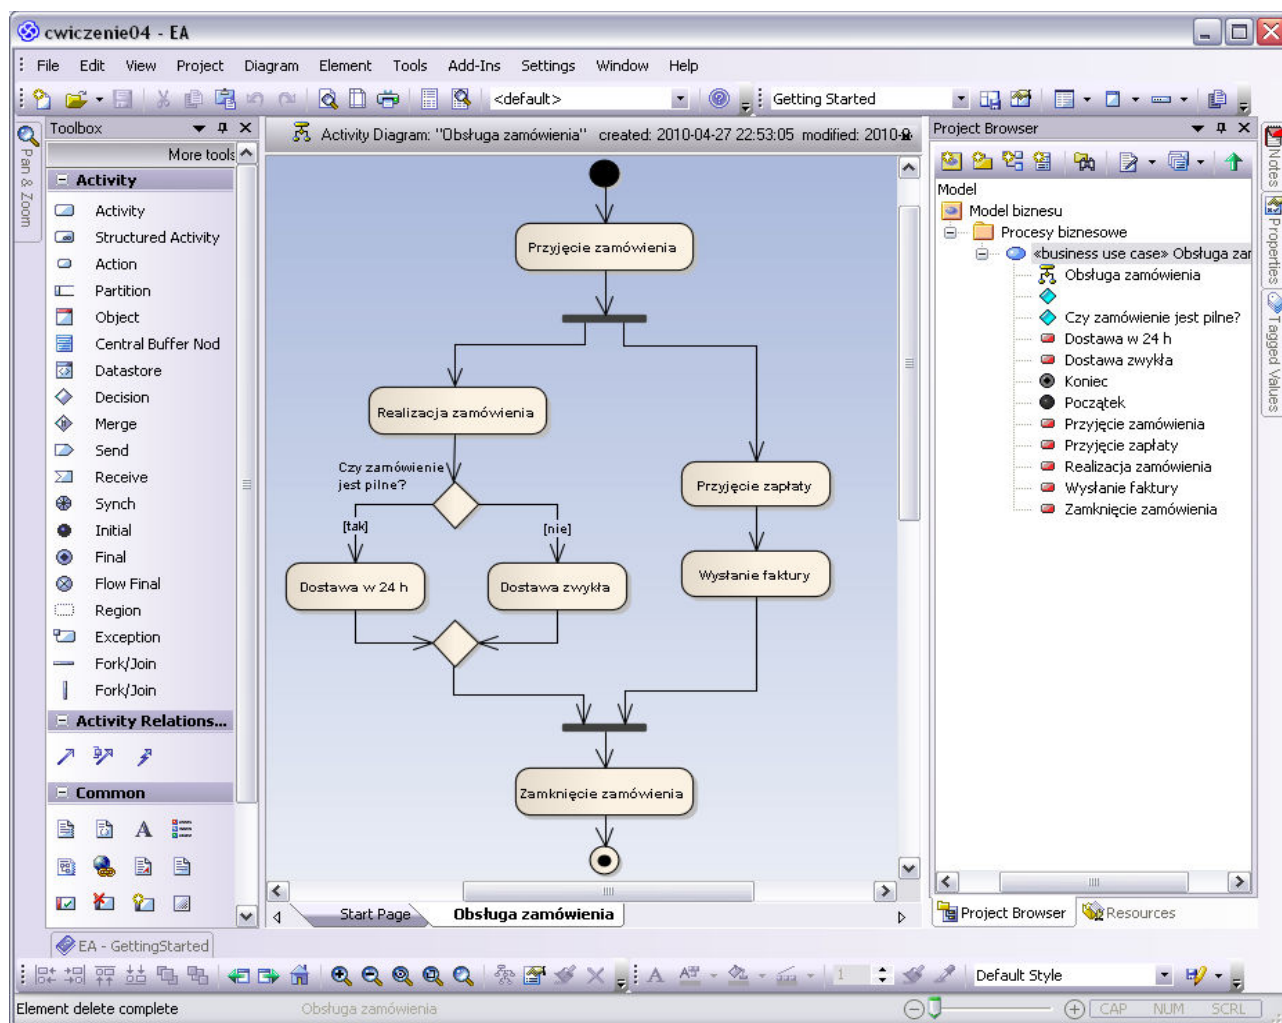 cwiczenie04 - EA
File Edit View Project Diagram Element Tools Add-Ins Settings Window Help
<default>
Getting Started
Pan & Zoom
Toolbox
More tools
Activity
Activity
Structured Activity
Action
Partition
Object
Central Buffer Nod
Datastore
Decision
Merge
Send
Receive
Synch
Initial
Final
Flow Final
Region
Exception
Fork/Join
Fork/Join
Activity Relations...
Common
Activity Diagram: "Obsługa zamówienia" created: 2010-04-27 22:53:05 modified: 2010-
Przyjęcie zamówienia
Realizacja zamówienia
Czy zamówienie
jest pilne?
[tak]
[nie]
Przyjęcie zapłaty
Dostawa w 24 h
Dostawa zwykła
Wysłanie faktury
Zamknięcie zamówienia
Start Page
Obsługa zamówienia
Project Browser
Model
Model biznesu
Procesy biznesowe
«business use case» Obsługa zar
Obsługa zamówienia
Czy zamówienie jest pilne?
Dostawa w 24 h
Dostawa zwykła
Koniec
Początek
Przyjęcie zamówienia
Przyjęcie zapłaty
Realizacja zamówienia
Wysłanie faktury
Zamknięcie zamówienia
Project Browser
Resources
Notes
Properties
Tagged Values
EA - GettingStarted
1
Default Style
Element delete complete
Obsługa zamówienia
CAP NUM SCRL